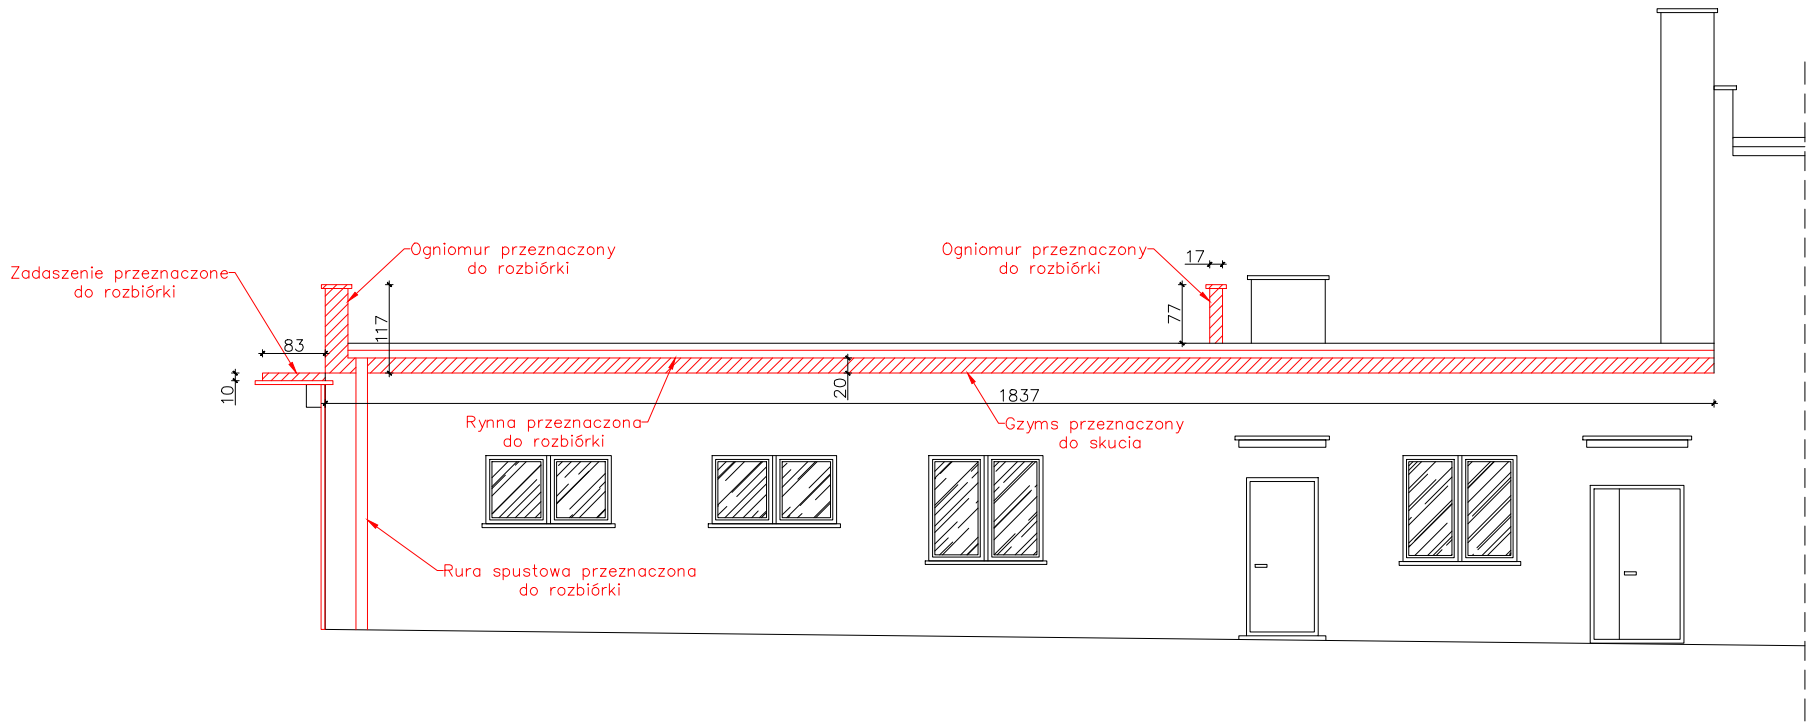 Ogniomur przeznaczony
do rozbiórki
Ogniomur przeznaczony
do rozbiórki
17
Zadaszenie przeznaczone
do rozbiórki
77
117
83
10
20
1837
Rynna przeznaczona
do rozbiórki
Gzyms przeznaczony
do skucia
Rura spustowa przeznaczona
do rozbiórki